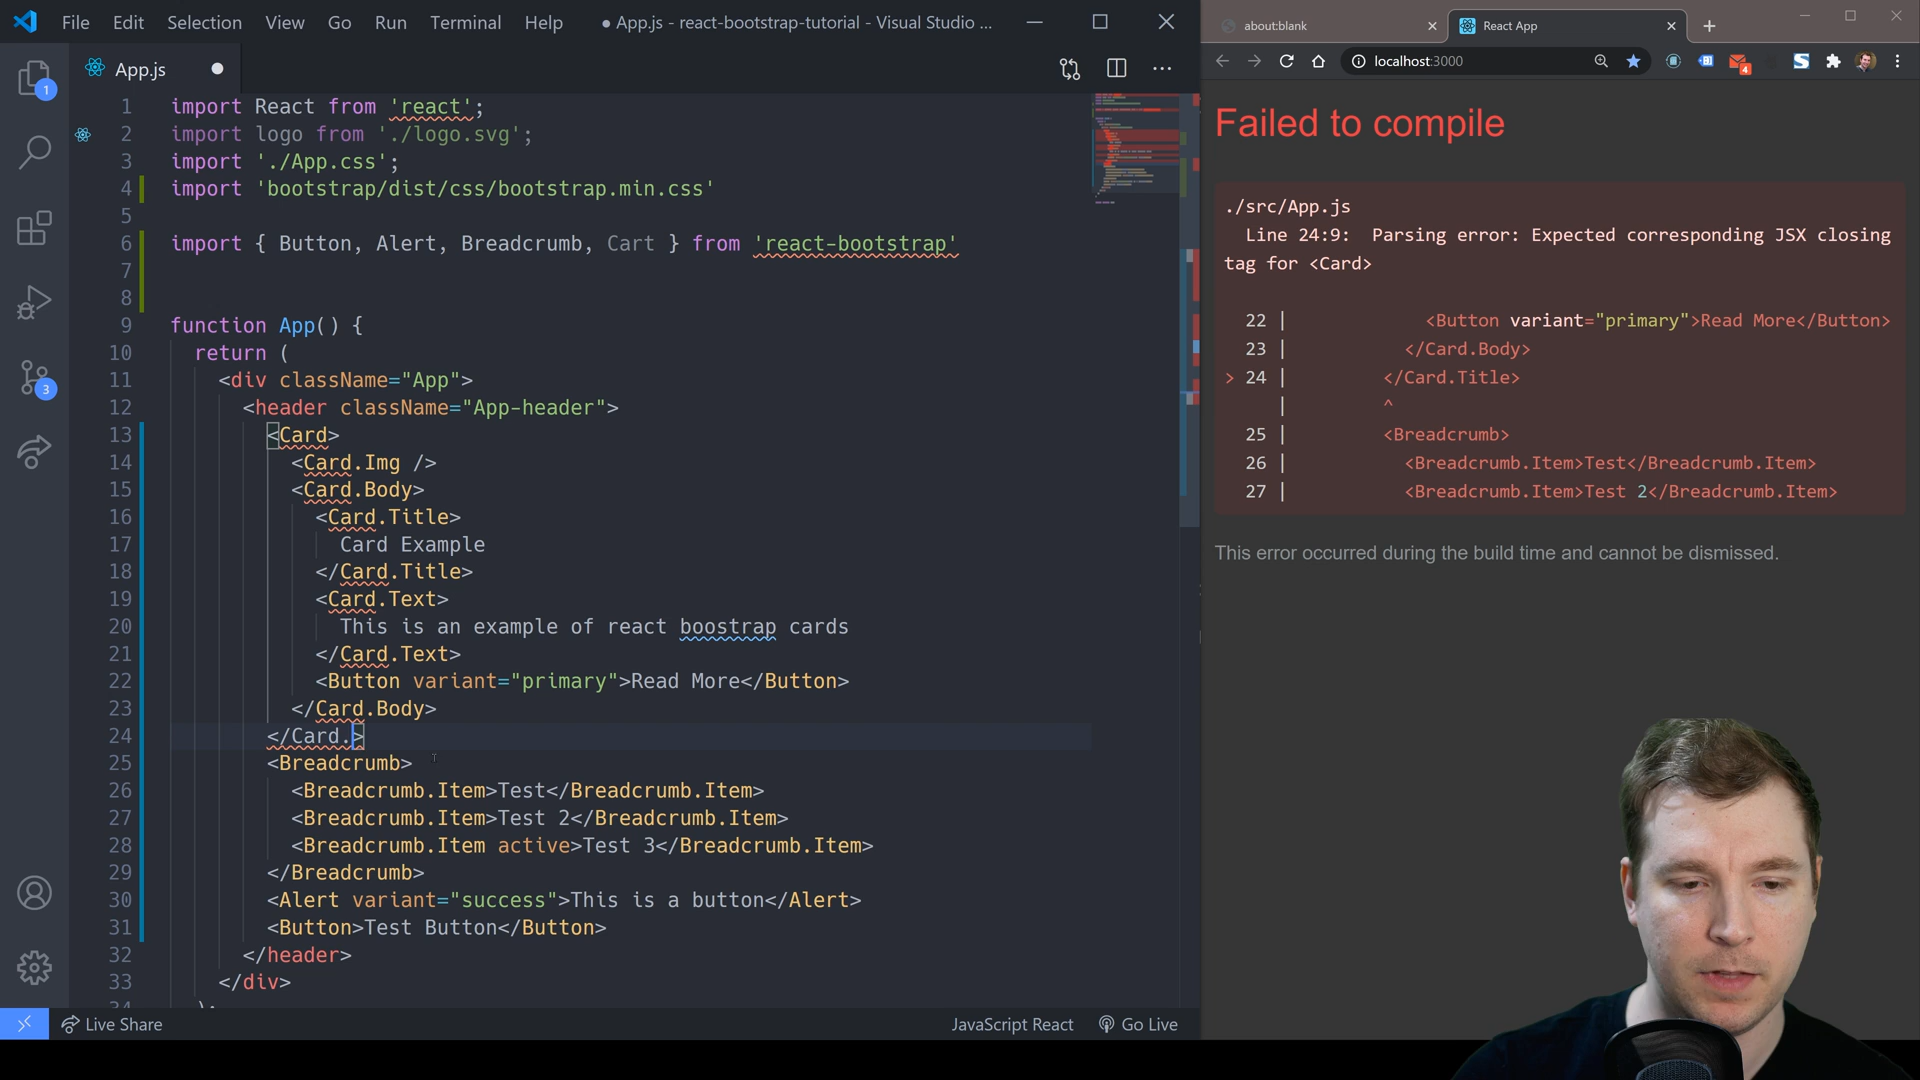 File Edit Selection View Go Run Terminal Help ● App.js - react-bootstrap-tutorial - Visual Studio ...
App.js
1 import React from 'react';
2 import logo from './logo.svg';
3 import './App.css';
4 import 'bootstrap/dist/css/bootstrap.min.css'
5
6 import { Button, Alert, Breadcrumb, Cart } from 'react-bootstrap'
7
8
9 function App() {
10 return (
11 <div className="App">
12 <header className="App-header">
13 <Card>
14 <Card.Img />
15 <Card.Body>
16 <Card.Title>
17 Card Example
18 </Card.Title>
19 <Card.Text>
20 This is an example of react boostrap cards
21 </Card.Text>
22 <Button variant="primary">Read More</Button>
23 </Card.Body>
24 </Card.>
25 <Breadcrumb>
26 <Breadcrumb.Item>Test</Breadcrumb.Item>
27 <Breadcrumb.Item>Test 2</Breadcrumb.Item>
28 <Breadcrumb.Item active>Test 3</Breadcrumb.Item>
29 </Breadcrumb>
30 <Alert variant="success">This is a button</Alert>
31 <Button>Test Button</Button>
32 </header>
33 </div>
34 );
1
3
Live Share
JavaScript React
Go Live
about:blank
React App
localhost:3000
4
Failed to compile
./src/App.js
Line 24:9: Parsing error: Expected corresponding JSX closing
tag for <Card>
22 | <Button variant="primary">Read More</Button>
23 | </Card.Body>
> 24 | </Card.Title>
| ^
25 | <Breadcrumb>
26 | <Breadcrumb.Item>Test</Breadcrumb.Item>
27 | <Breadcrumb.Item>Test 2</Breadcrumb.Item>
This error occurred during the build time and cannot be dismissed.